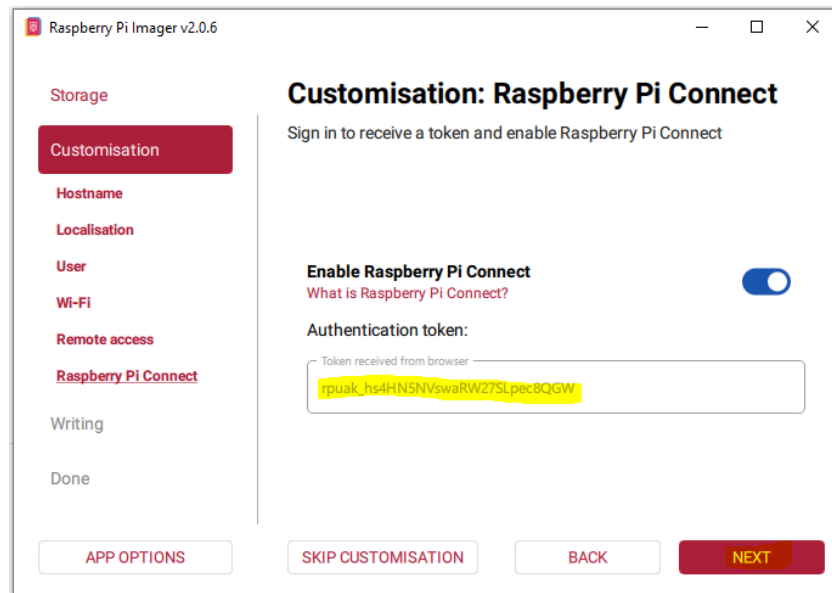 Raspberry Pi Imager v2.0.6
Storage
Customisation
Hostname
Localisation
User
Wi-Fi
Remote access
Raspberry Pi Connect
Writing
Done
Customisation: Raspberry Pi Connect
Sign in to receive a token and enable Raspberry Pi Connect
Enable Raspberry Pi Connect
What is Raspberry Pi Connect?
Authentication token:
Token received from browser
rpuak_hs4HN5NVswaRW27SLpec8QGW
APP OPTIONS
SKIP CUSTOMISATION
BACK
NEXT